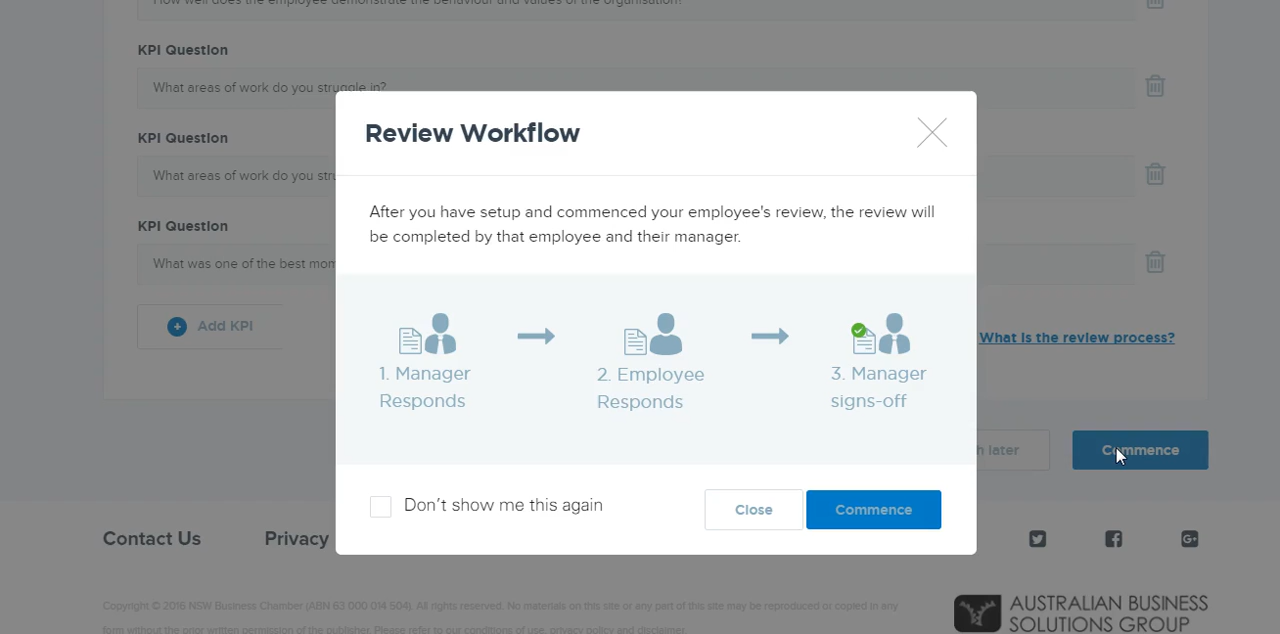 How well does the employee demonstrate the behaviour and values of the organisation?
KPI Question
What areas of work do you struggle in?
Review Workflow
KPI Question
What areas of work do you stru
After you have setup and commenced your employee's review, the review will
be completed by that employee and their manager.
KPI Question
What was one of the best mom
Add KPI
What is the review process?
1. Manager
Responds
2. Employee
Responds
3. Manager
signs-off
h later
Commence
Don't show me this again
Close
Commence
Contact Us
Privacy
Copyright © 2016 NSW Business Chamber (ABN 63 000 014 504). All rights reserved. No materials on this site or any part of this site may be reproduced or copied in any
form without the prior written permission of the publisher. Please refer to our conditions of use, privacy policy and disclaimer.
AUSTRALIAN BUSINESS
SOLUTIONS GROUP